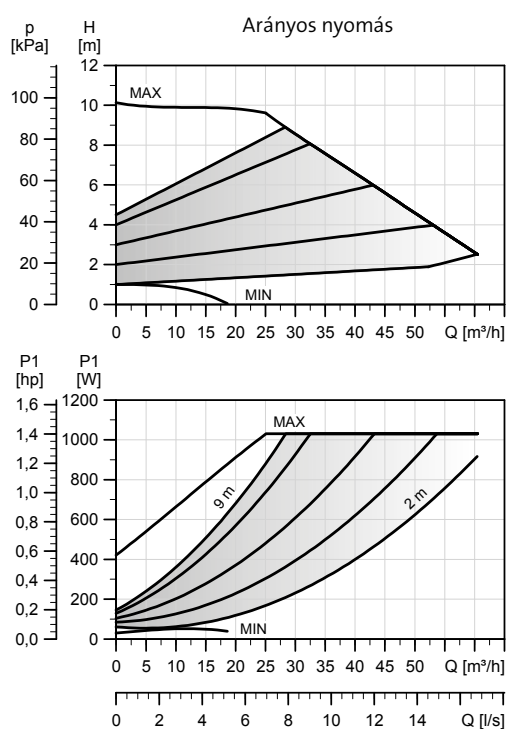 Arányos nyomás
p
[kPa]
H
[m]
12
100
MAX
10
80
8
60
6
40
4
20
2
MIN
0
0
0 5 10 15 20 25 30 35 40 45 50 Q [m³/h]
P1
[hp]
P1
[W]
1,6
1200
1,4
MAX
1000
1,2
1,0
800
9 m
2 m
0,8
600
0,6
400
0,4
0,2
200
MIN
0,0
0
0 5 10 15 20 25 30 35 40 45 50 Q [m³/h]
0 2 4 6 8 10 12 14 Q [l/s]